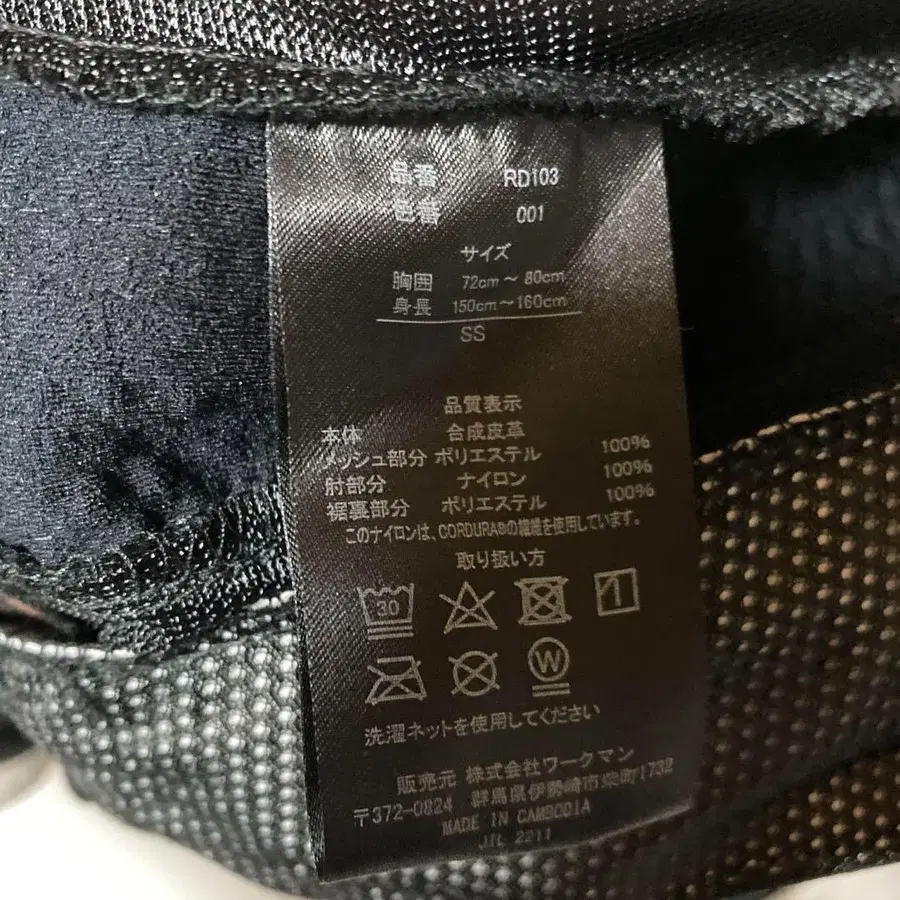 品番 RD103
色番 001
サイズ
胸囲 72cm～80cm
身長 150cm～160cm
SS
品質表示
本体 合成皮革
メッシュ部分 ポリエステル 100%
肘部分 ナイロン 100%
裾裏部分 ポリエステル 100%
このナイロンは、CORDURA®の繊維を使用しています。
取り扱い方
30
W
洗濯ネットを使用してください
販売元 株式会社ワークマン
〒372-0824 群馬県伊勢崎市柴町1732
MADE IN CAMBODIA
JIL 2211